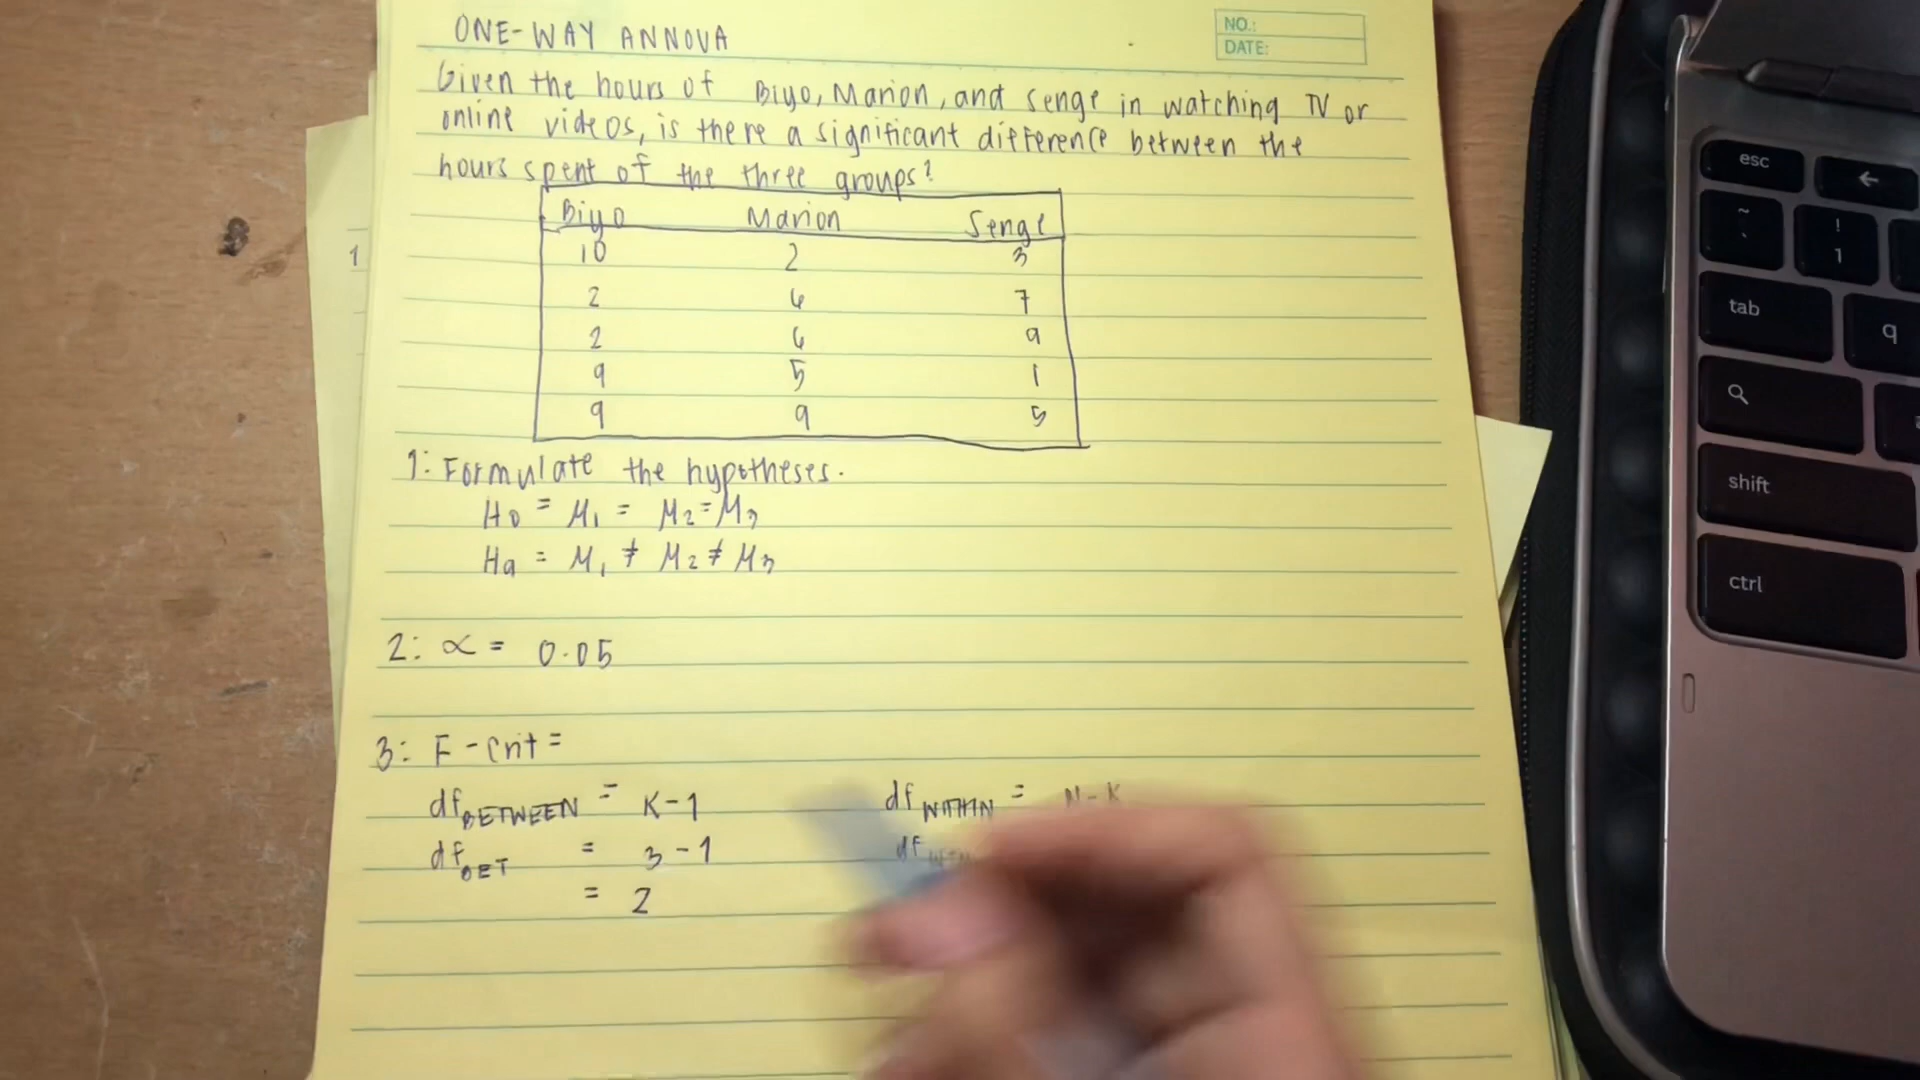 ONE-WAY ANNOVA
NO.:
DATE:
Given the hours of Biyo, Marion, and Senge in watching TV or
online videos, is there a significant difference between the
hours spent of the three groups?
Biyo Marion Senge
10 2 3
2 6 7
2 6 9
9 5 1
9 9 5
1: Formulate the hypotheses.
H0 = M1 = M2 = M3
Ha = M1 ≠ M2 ≠ M3
2: α = 0.05
3: F-crit =
dfBETWEEN = K-1 dfWITHIN = N-K
dfBET = 3-1 df
= 2
1
esc
←
~ `
! 1
tab
q
shift
ctrl